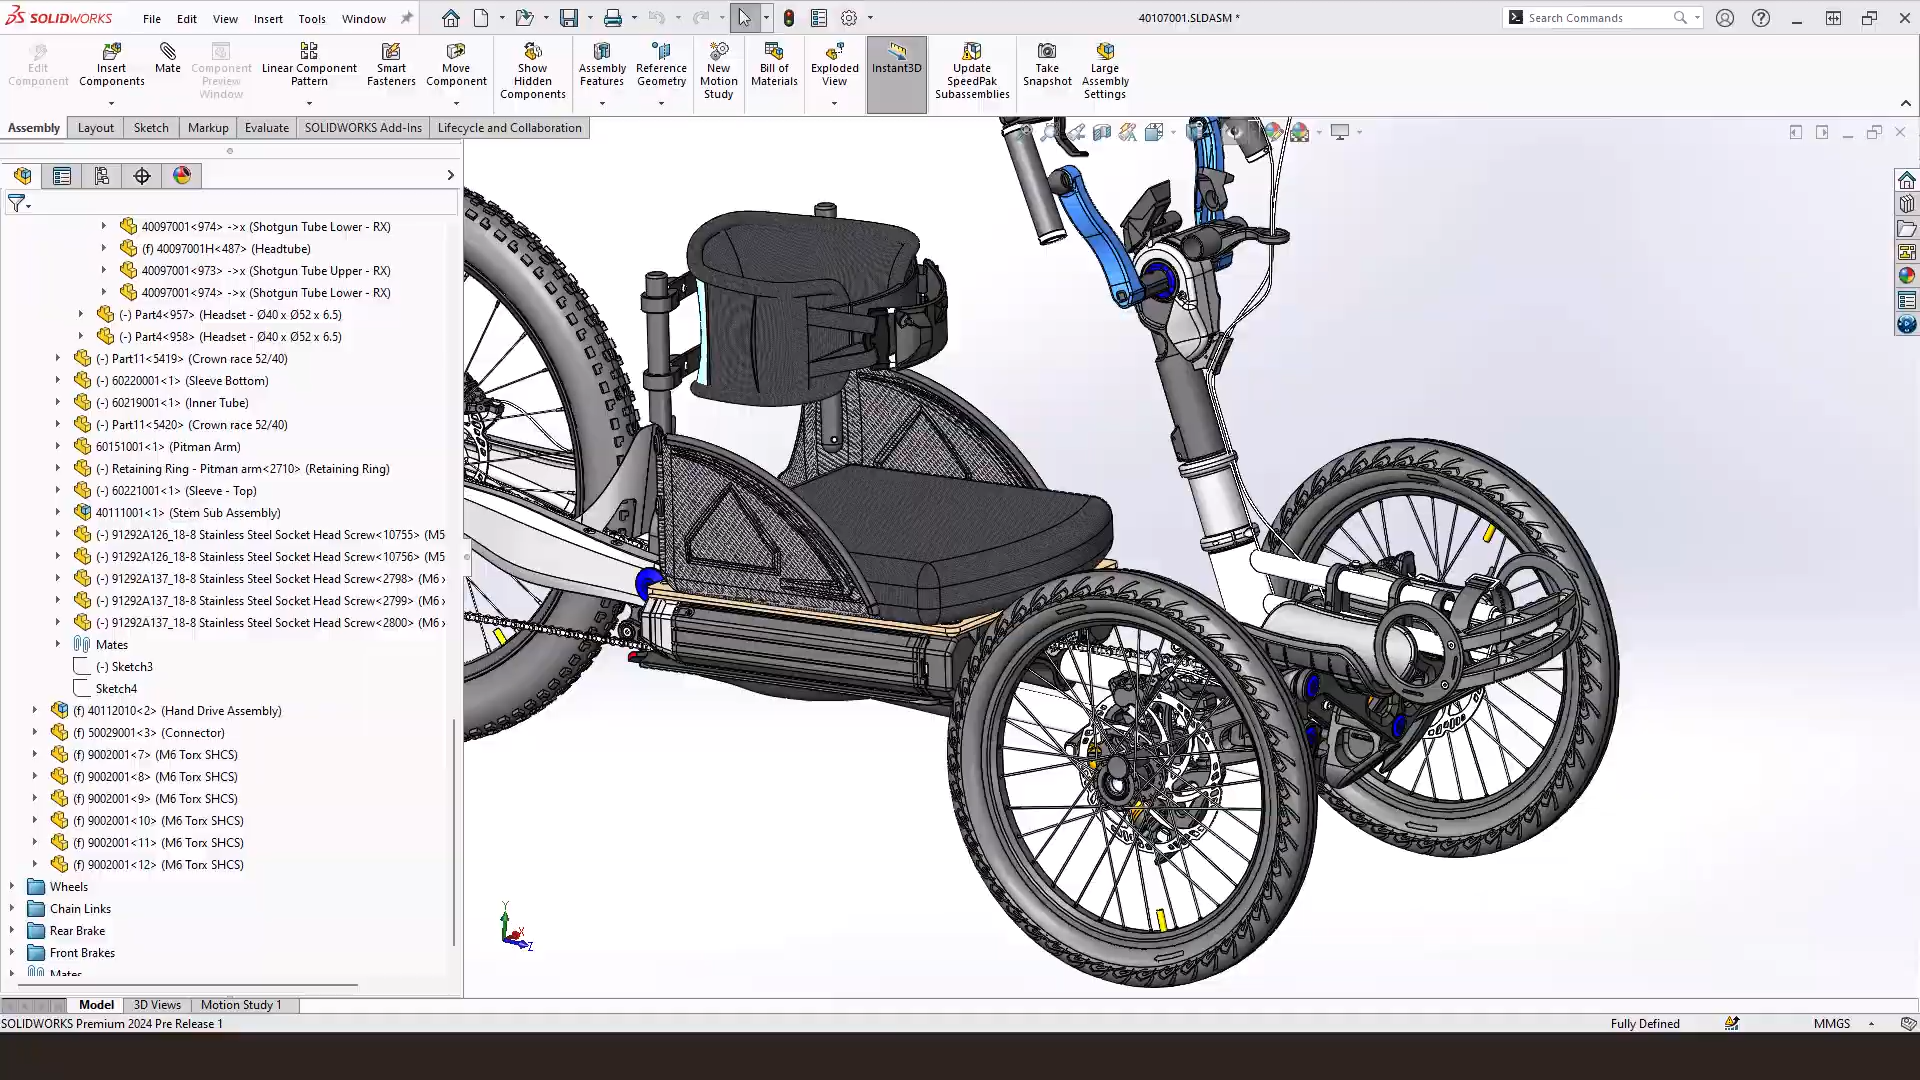 SOLIDWORKS File Edit View Insert Tools Window
40107001.SLDASM *
Search Commands
Edit Component
Insert Components
Mate
Component Preview Window
Linear Component Pattern
Smart Fasteners
Move Component
Show Hidden Components
Assembly Features
Reference Geometry
New Motion Study
Bill of Materials
Exploded View
Instant3D
Update SpeedPak Subassemblies
Take Snapshot
Large Assembly Settings
Assembly Layout Sketch Markup Evaluate SOLIDWORKS Add-Ins Lifecycle and Collaboration
40097001<974> ->x (Shotgun Tube Lower - RX)
(f) 40097001H<487> (Headtube)
40097001<973> ->x (Shotgun Tube Upper - RX)
40097001<974> ->x (Shotgun Tube Lower - RX)
(-) Part4<957> (Headset - Ø40 x Ø52 x 6.5)
(-) Part4<958> (Headset - Ø40 x Ø52 x 6.5)
(-) Part11<5419> (Crown race 52/40)
(-) 60220001<1> (Sleeve Bottom)
(-) 60219001<1> (Inner Tube)
(-) Part11<5420> (Crown race 52/40)
60151001<1> (Pitman Arm)
(-) Retaining Ring - Pitman arm<2710> (Retaining Ring)
(-) 60221001<1> (Sleeve - Top)
40111001<1> (Stem Sub Assembly)
(-) 91292A126_18-8 Stainless Steel Socket Head Screw<10755> (M5
(-) 91292A126_18-8 Stainless Steel Socket Head Screw<10756> (M5
(-) 91292A137_18-8 Stainless Steel Socket Head Screw<2798> (M6 x
(-) 91292A137_18-8 Stainless Steel Socket Head Screw<2799> (M6 x
(-) 91292A137_18-8 Stainless Steel Socket Head Screw<2800> (M6 x
Mates
(-) Sketch3
Sketch4
(f) 40112010<2> (Hand Drive Assembly)
(f) 50029001<3> (Connector)
(f) 9002001<7> (M6 Torx SHCS)
(f) 9002001<8> (M6 Torx SHCS)
(f) 9002001<9> (M6 Torx SHCS)
(f) 9002001<10> (M6 Torx SHCS)
(f) 9002001<11> (M6 Torx SHCS)
(f) 9002001<12> (M6 Torx SHCS)
Wheels
Chain Links
Rear Brake
Front Brakes
Mates
Y
X
Z
Model 3D Views Motion Study 1
SOLIDWORKS Premium 2024 Pre Release 1
Fully Defined
MMGS